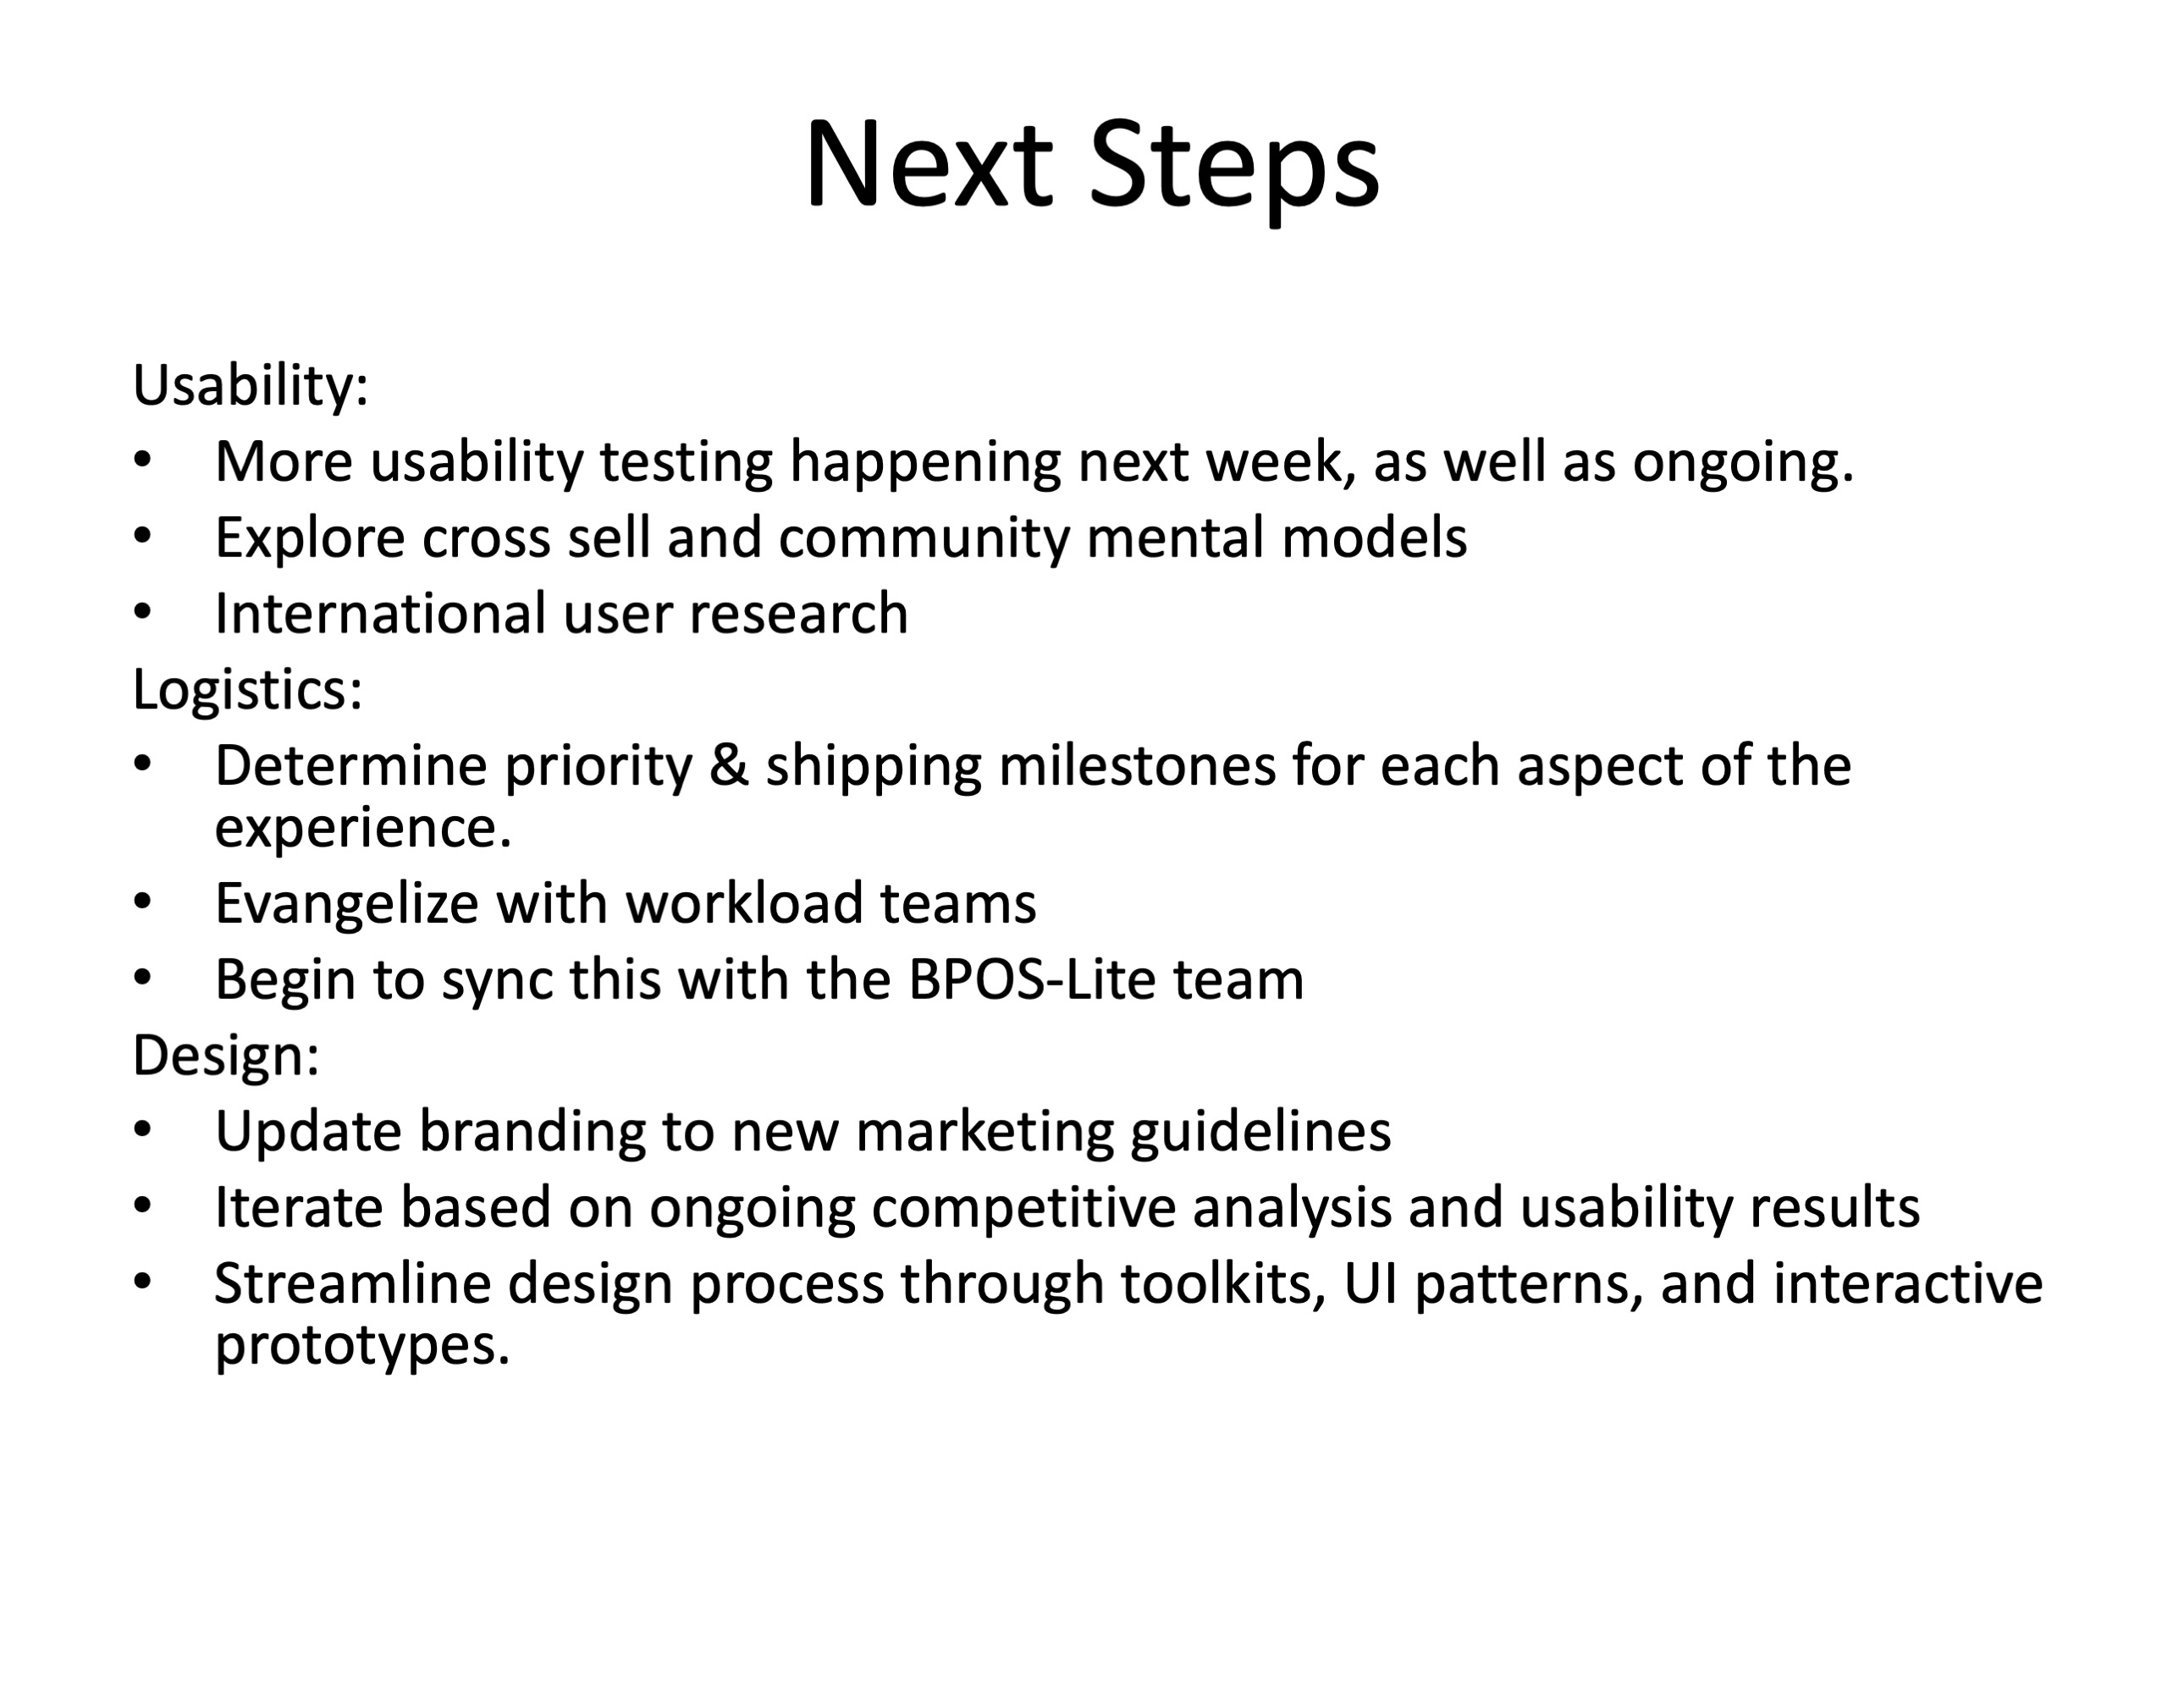 Next Steps
Usability:
• More usability testing happening next week, as well as ongoing.
• Explore cross sell and community mental models
• International user research
Logistics:
• Determine priority & shipping milestones for each aspect of the
experience.
• Evangelize with workload teams
• Begin to sync this with the BPOS-Lite team
Design:
• Update branding to new marketing guidelines
• Iterate based on ongoing competitive analysis and usability results
• Streamline design process through toolkits, UI patterns, and interactive
prototypes.